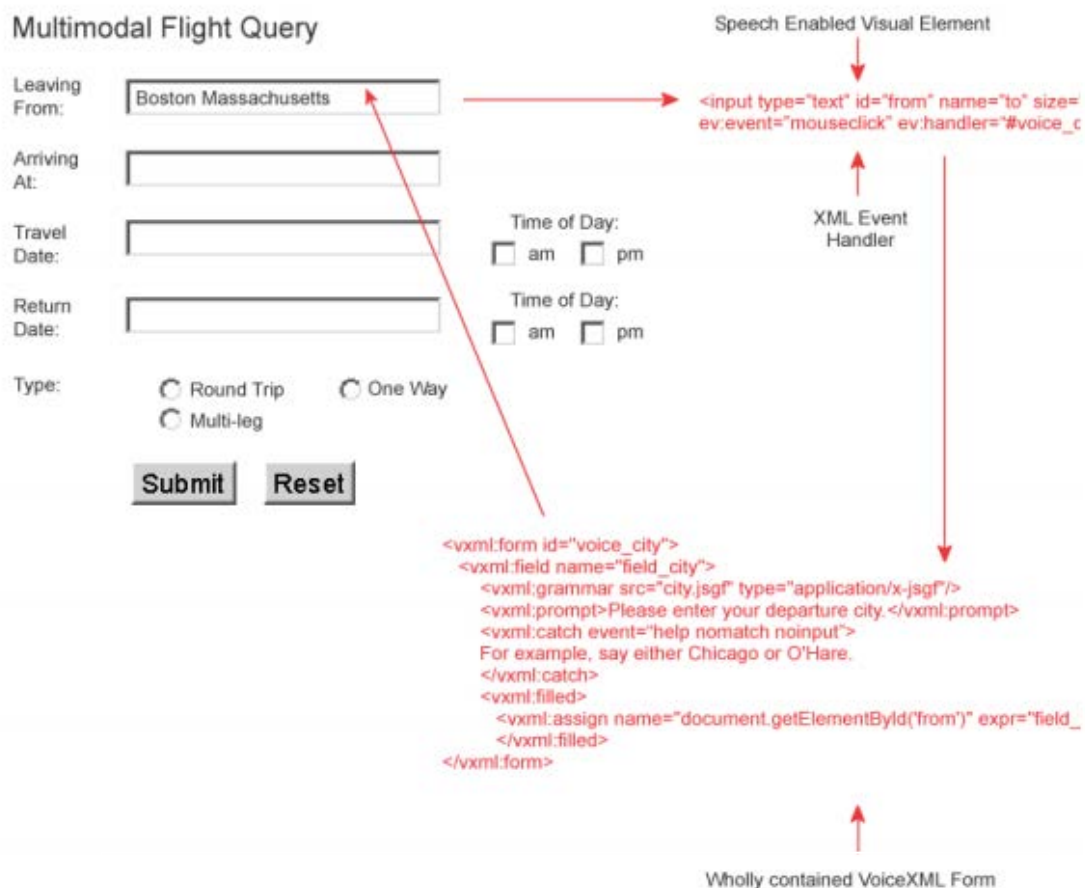 Multimodal Flight Query
Speech Enabled Visual Element
Leaving
From:
Boston Massachusetts
<input type="text" id="from" name="to" size=
ev:event="mouseclick" ev:handler="#voice_c
Arriving
At:
XML Event
Handler
Travel
Date:
Time of Day:
am pm
Return
Date:
Time of Day:
am pm
Type:
Round Trip One Way
Multi-leg
Submit Reset
<vxml:form id="voice_city">
<vxml:field name="field_city">
<vxml:grammar src="city.jsgf" type="application/x-jsgf"/>
<vxml:prompt>Please enter your departure city.</vxml:prompt>
<vxml:catch event="help nomatch noinput">
For example, say either Chicago or O'Hare.
</vxml:catch>
<vxml:filled>
<vxml:assign name="document.getElementById('from')" expr="field_
</vxml:filled>
</vxml:form>
Wholly contained VoiceXML Form